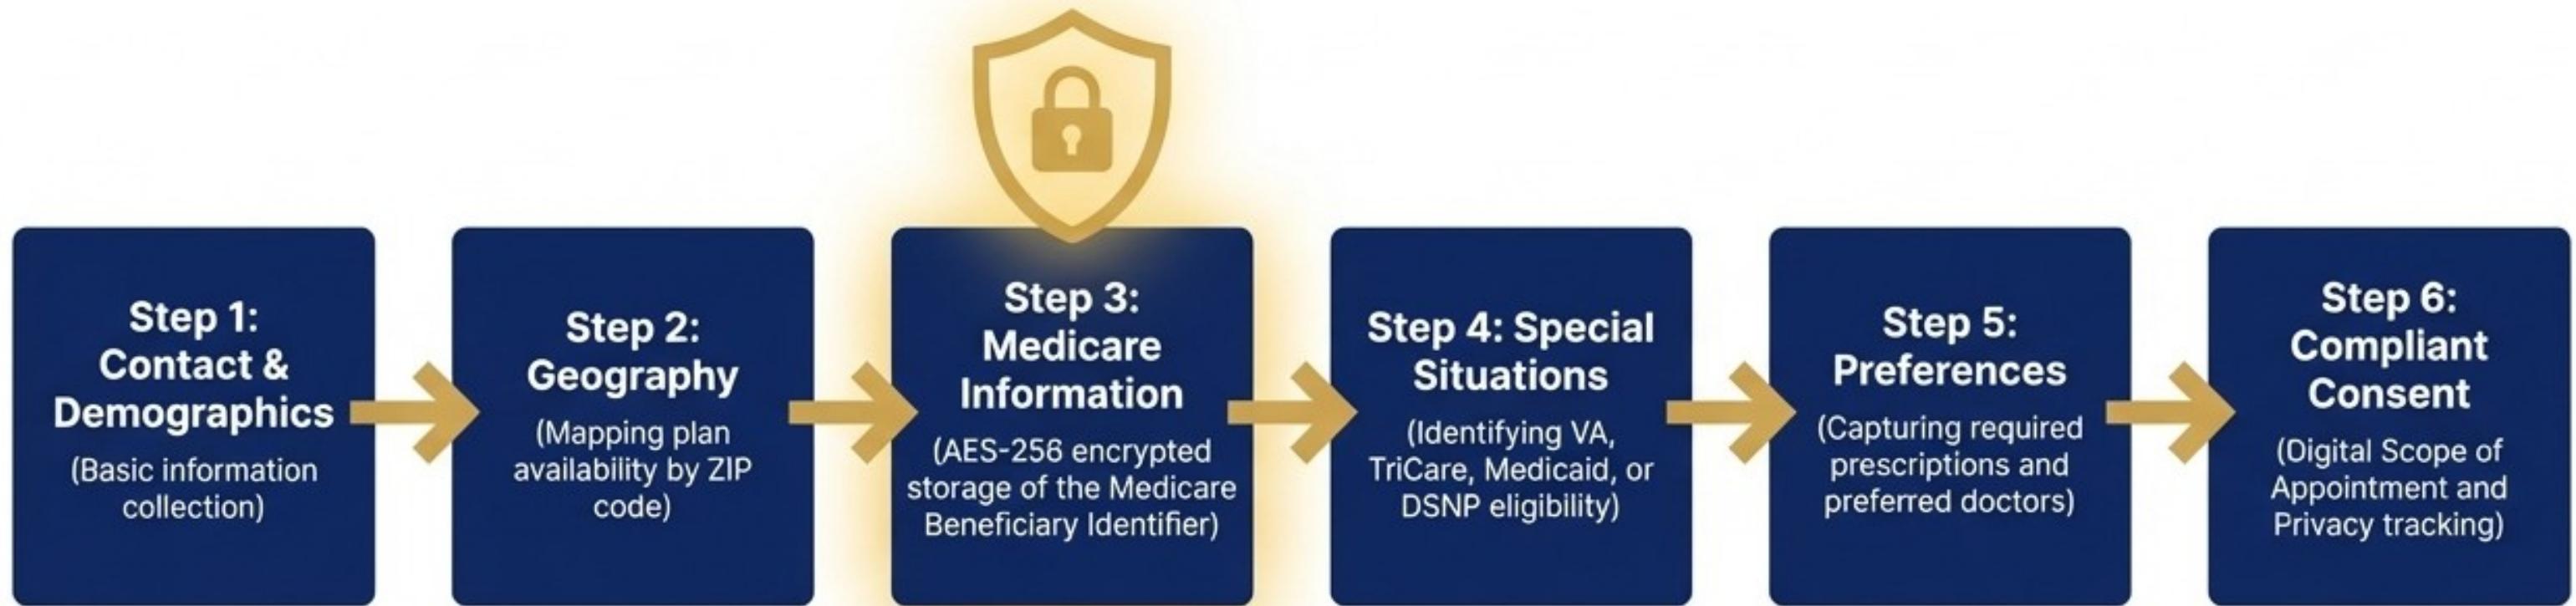 Step 1:
Contact &
Demographics
(Basic information
collection)
Step 2:
Geography
(Mapping plan
availability by ZIP
code)
Step 3:
Medicare
Information
(AES-256 encrypted
storage of the Medicare
Beneficiary Identifier)
Step 4: Special
Situations
(Identifying VA,
TriCare, Medicaid, or
DSNP eligibility)
Step 5:
Preferences
(Capturing required
prescriptions and
preferred doctors)
Step 6:
Compliant
Consent
(Digital Scope of
Appointment and
Privacy tracking)